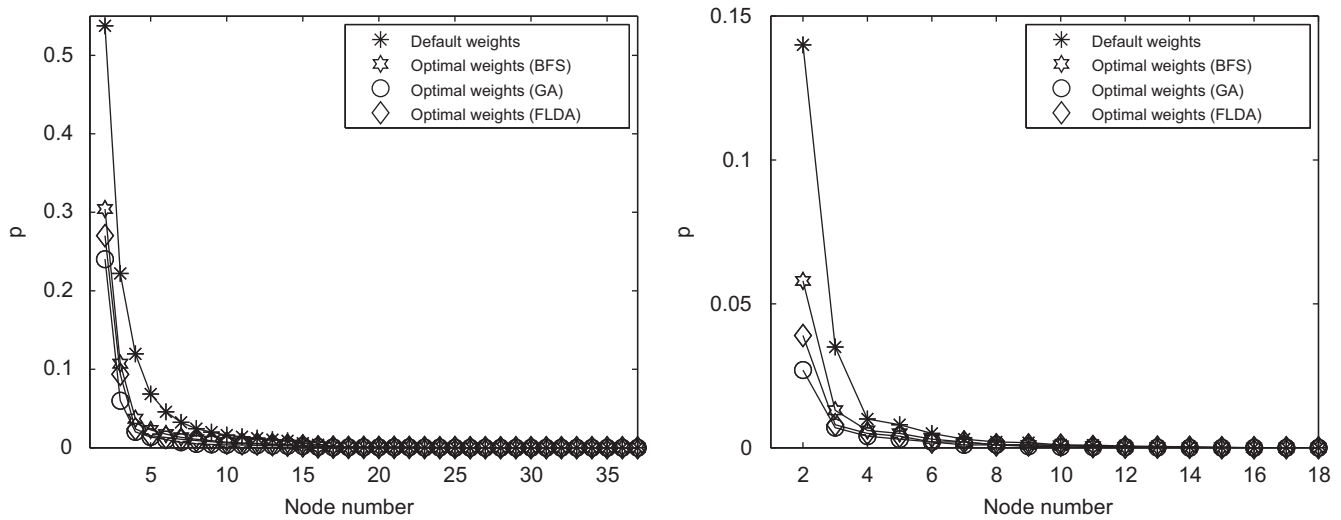 0.5
0.4
0.3
0.2
0.1
0
p
5 10 15 20 25 30 35
Node number
Default weights
Optimal weights (BFS)
Optimal weights (GA)
Optimal weights (FLDA)
0.15
0.1
0.05
0
p
2 4 6 8 10 12 14 16 18
Node number
Default weights
Optimal weights (BFS)
Optimal weights (GA)
Optimal weights (FLDA)